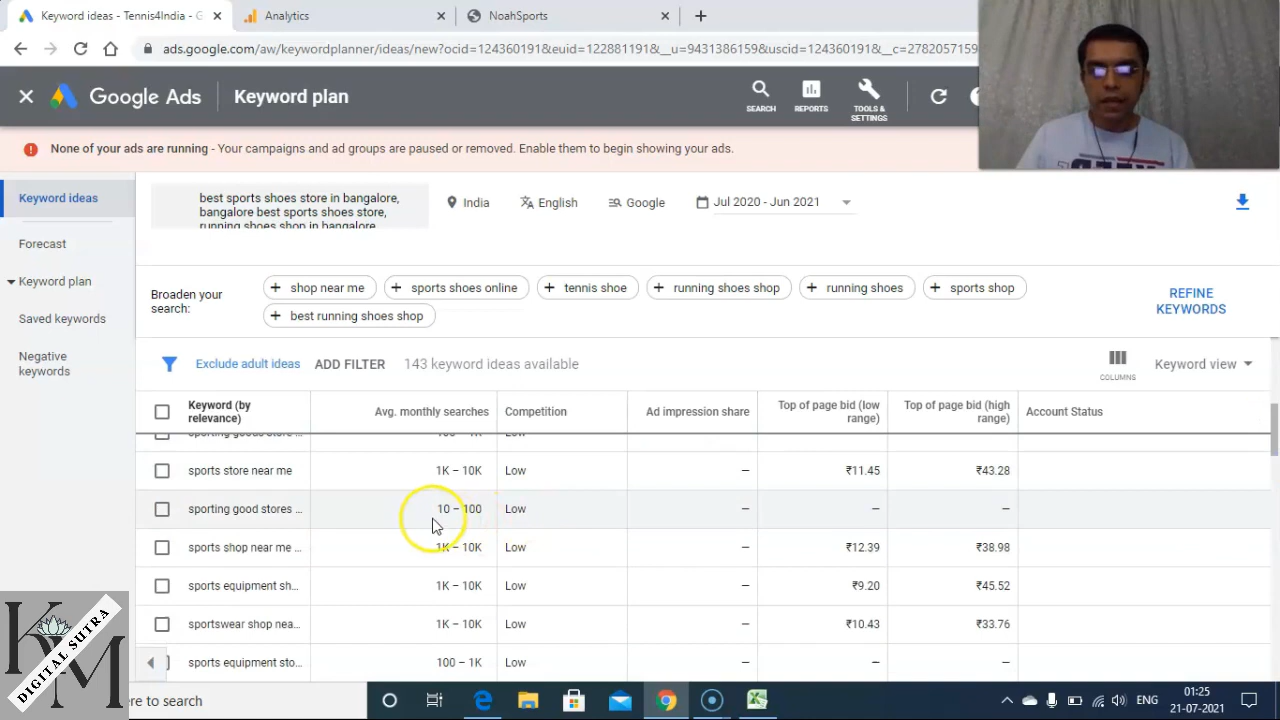 Keyword ideas - Tennis4India - G
Analytics
NoahSports
ads.google.com/aw/keywordplanner/ideas/new?ocid=124360191&euid=122881191&__u=9431386159&uscid=124360191&__c=2782057159
Google Ads
Keyword plan
SEARCH
REPORTS
TOOLS &
SETTINGS
None of your ads are running - Your campaigns and ad groups are paused or removed. Enable them to begin showing your ads.
Keyword ideas
Forecast
Keyword plan
Saved keywords
Negative
keywords
best sports shoes store in bangalore,
bangalore best sports shoes store,
running shoes shop in bangalore
India
English
Google
Jul 2020 - Jun 2021
Broaden your
search:
+ shop near me
+ sports shoes online
+ tennis shoe
+ running shoes shop
+ running shoes
+ sports shop
+ best running shoes shop
REFINE
KEYWORDS
Exclude adult ideas
ADD FILTER
143 keyword ideas available
COLUMNS
Keyword view
Keyword (by
relevance)
Avg. monthly searches
Competition
Ad impression share
Top of page bid (low
range)
Top of page bid (high
range)
Account Status
sports store near me 1K – 10K Low — ₹11.45 ₹43.28
sporting good stores ... 10 – 100 Low — — —
sports shop near me ... 1K – 10K Low — ₹12.39 ₹38.98
sports equipment sh... 1K – 10K Low — ₹9.20 ₹45.52
sportswear shop nea... 1K – 10K Low — ₹10.43 ₹33.76
sports equipment sto... 100 – 1K Low — — —
KM
DIGITAL SUTRA
ere to search
ENG
01:25
21-07-2021